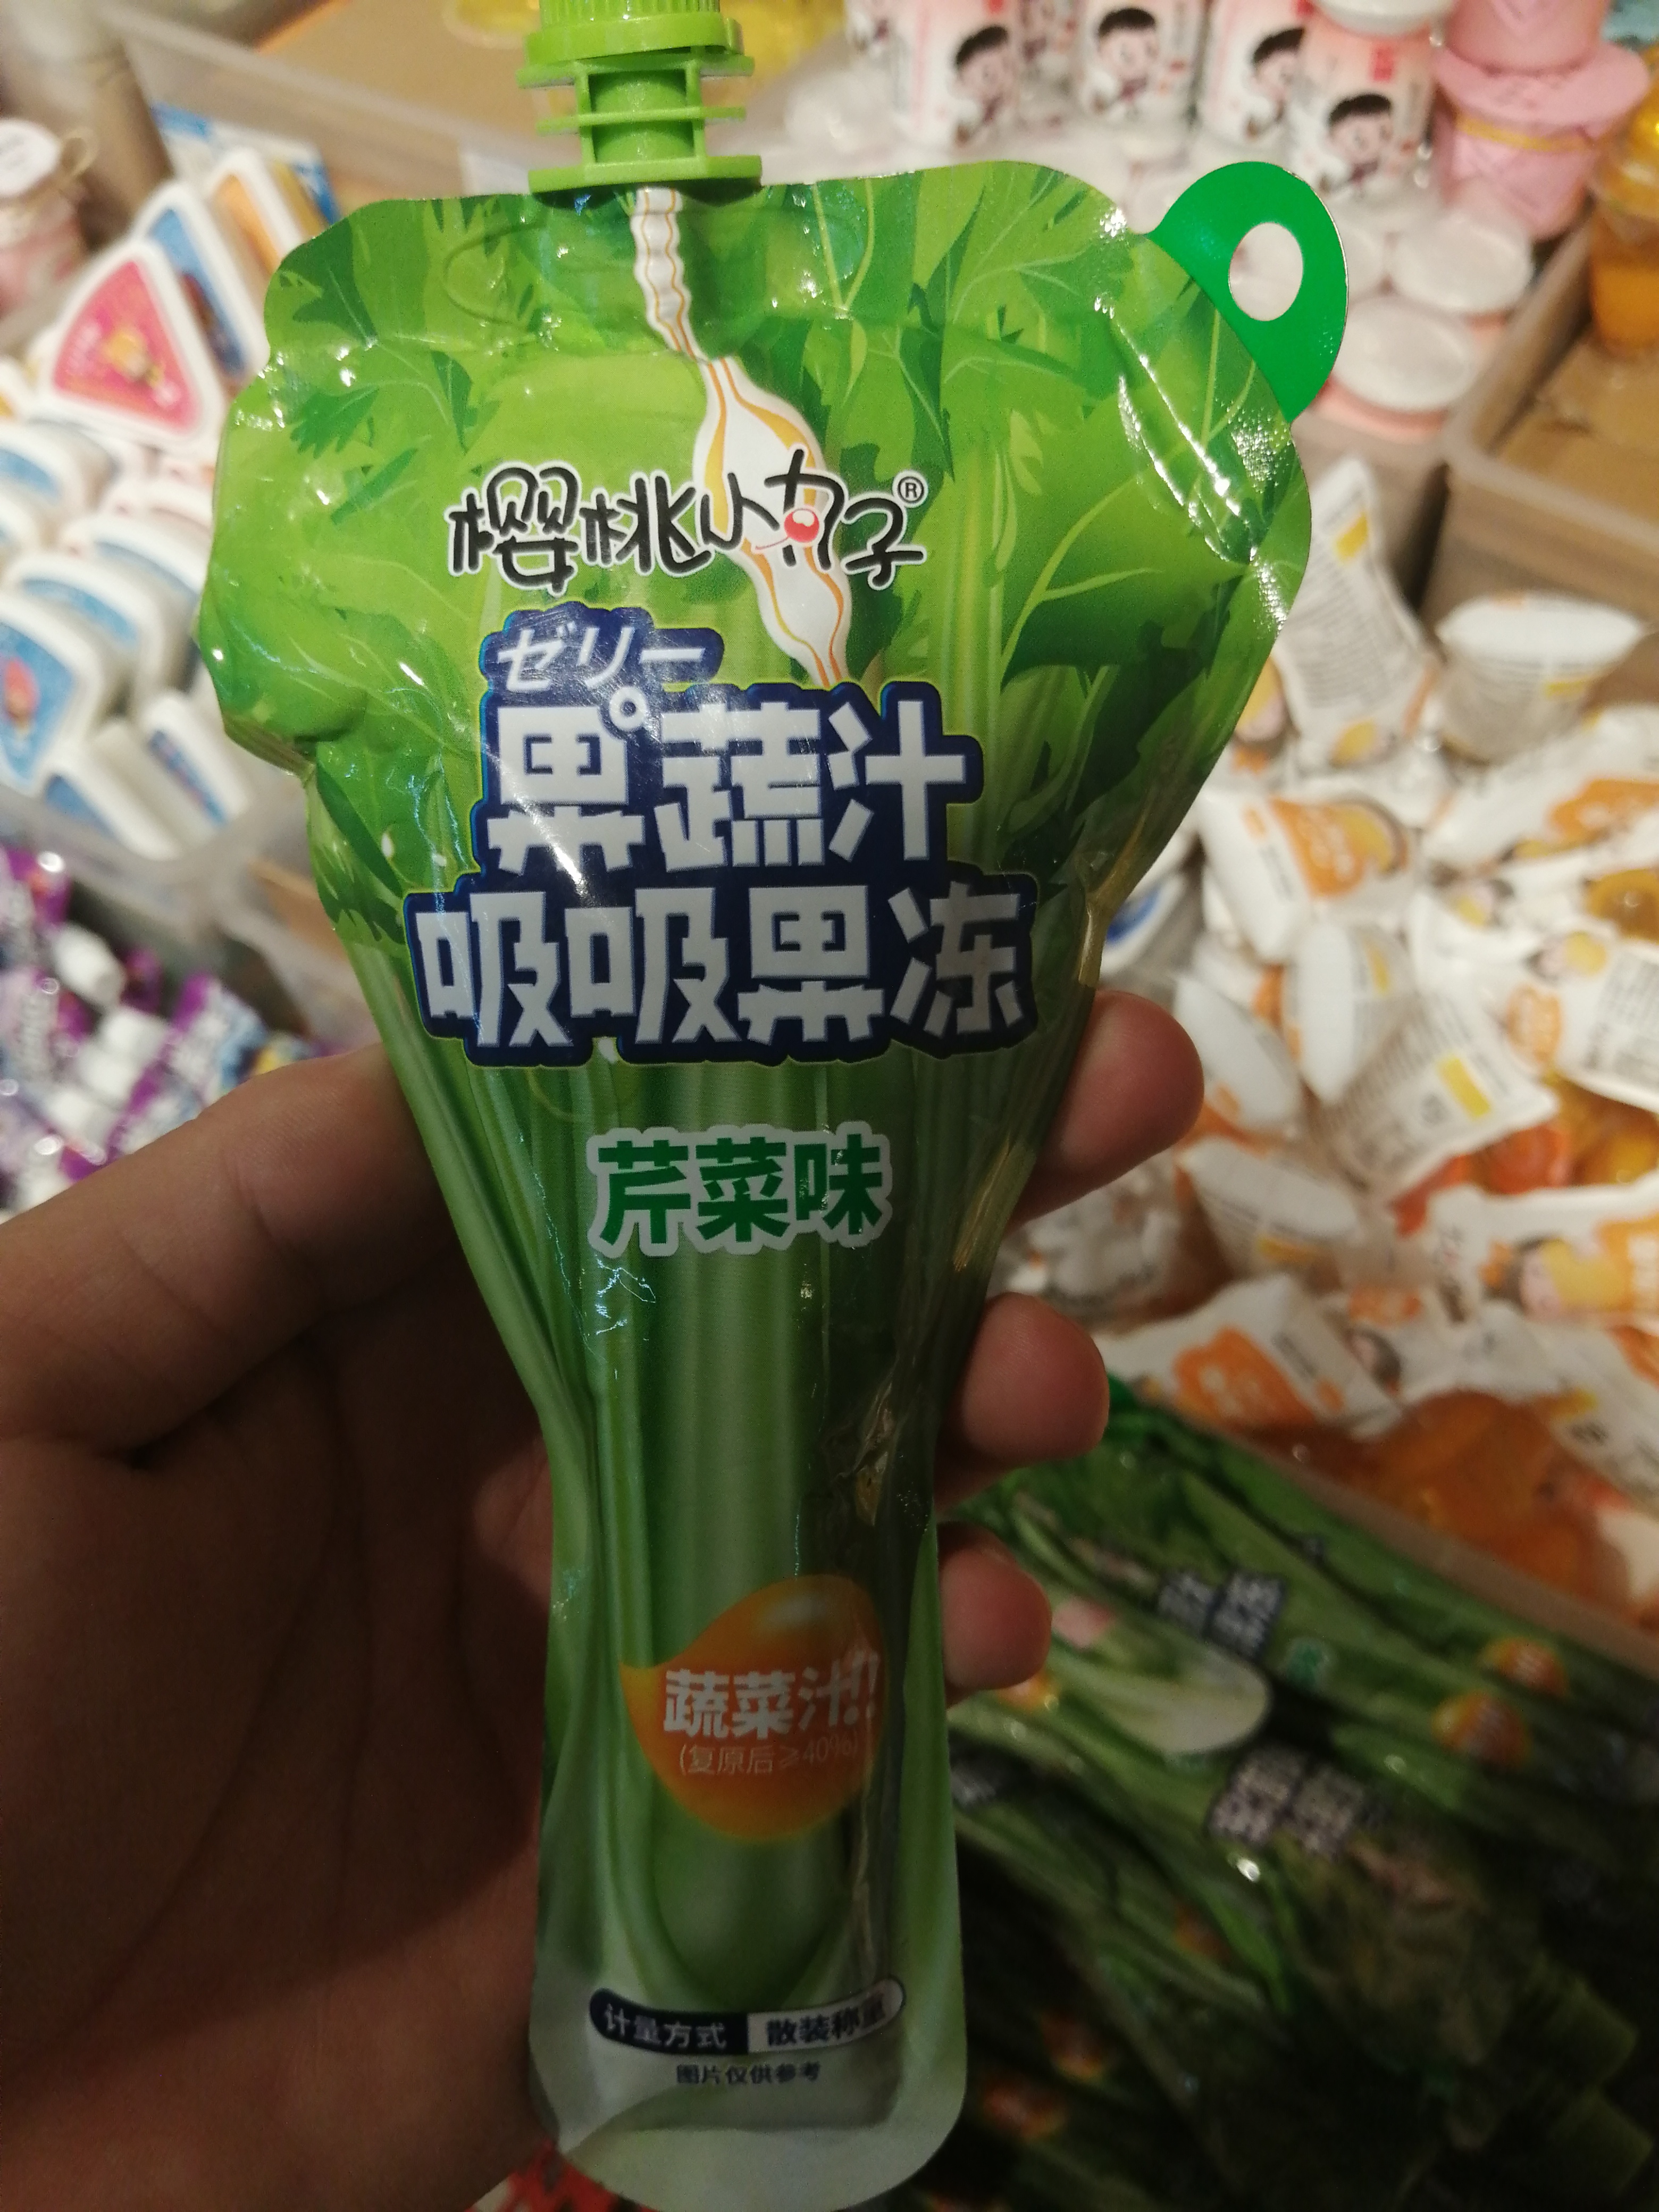 樱桃小丸子®
ゼリー
果蔬汁
吸吸果冻
芹菜味
蔬菜汁
(复原后≥40%)
计量方式 散装称重
图片仅供参考